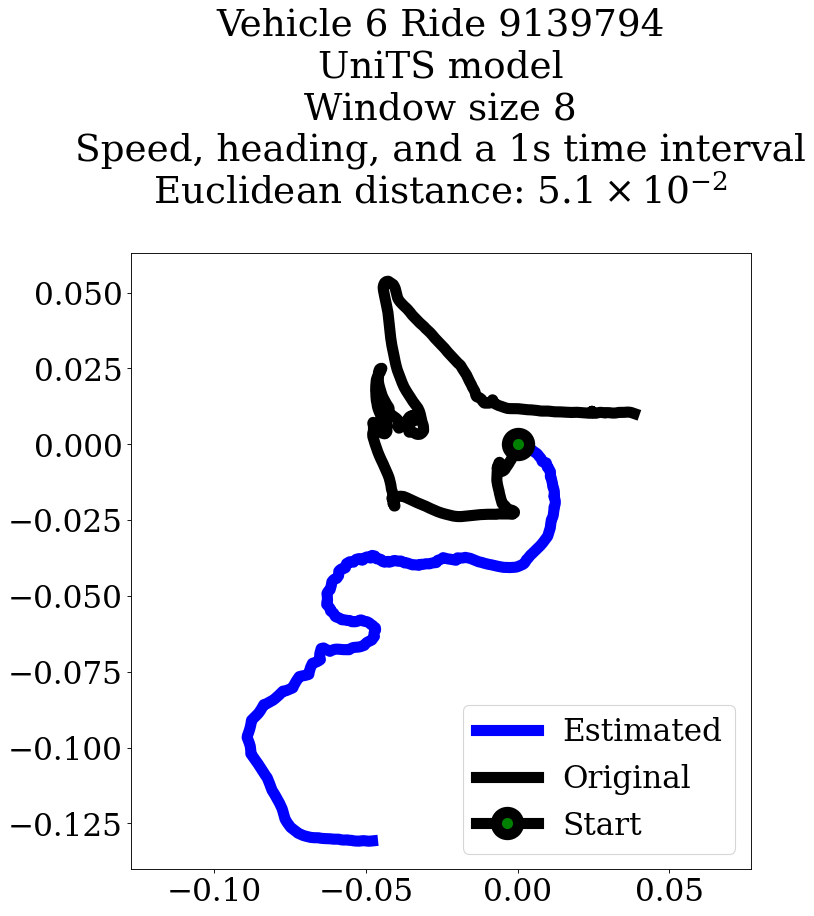 Vehicle 6 Ride 9139794
UniTS model
Window size 8
Speed, heading, and a 1s time interval
Euclidean distance: 5.1 × 10⁻²
0.050
0.025
0.000
−0.025
−0.050
−0.075
−0.100
−0.125
Estimated
Original
Start
−0.10 −0.05 0.00 0.05